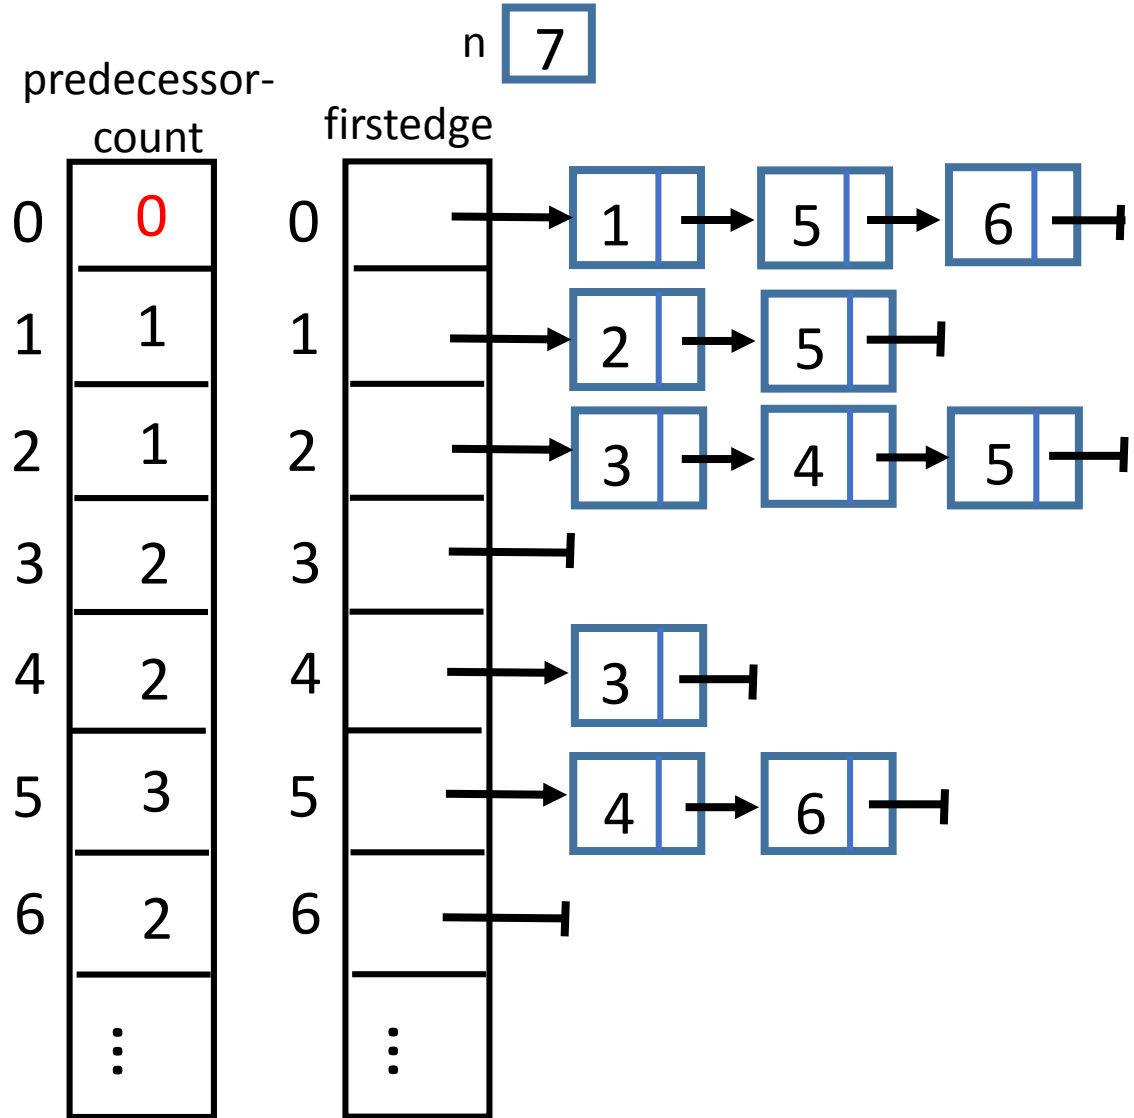 n 7
predecessor-
count
firstedge
0 0 0 1 5 6
1 1 1 2 5
2 1 2 3 4 5
3 2 3
4 2 4 3
5 3 5 4 6
6 2 6
⋮ ⋮